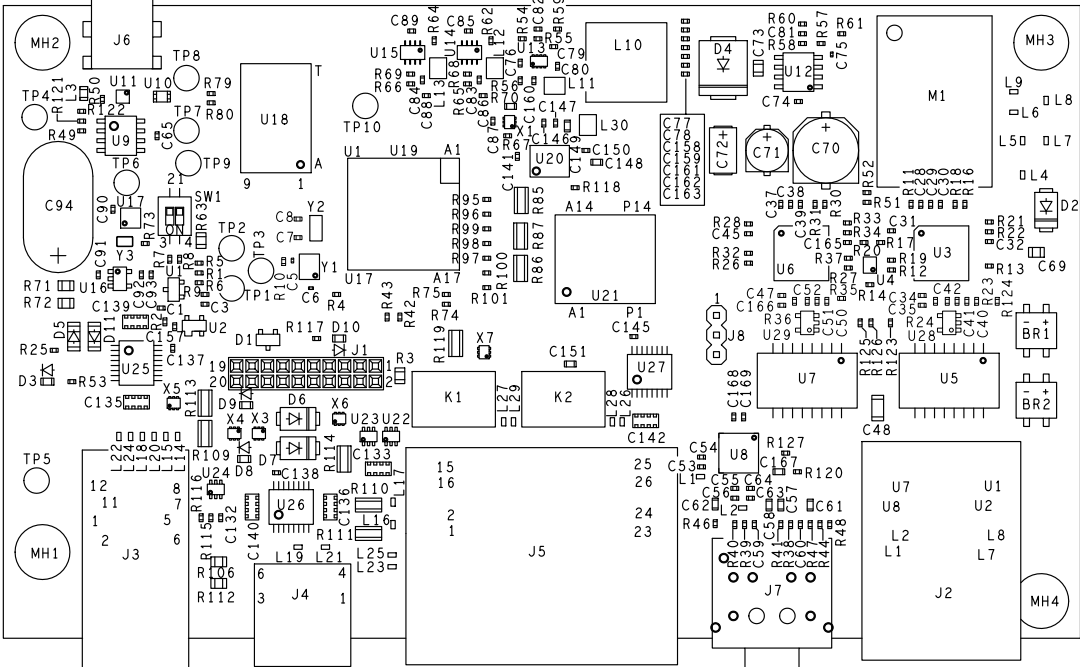 C89
R64
C85
R62
R54
C82
R59
R60
C81
R58
R57
R61
MH2
J6
TP8
U15
U14
L12
U13
R55
C79
C80
L10
D4
C73
U12
C75
MH3
TP4
R121
L23
R50
U11
U10
R79
R80
T
R69
R66
L13
R68
C76
R56
R70
L11
C74
M1
L9
L8
L6
R122
R49
U9
TP7
C65
U18
TP10
C84
C88
R65
C83
C86
C160
C147
C87
X1
C146
L30
C77
C78
C158
C159
C161
C162
C163
C72
C71
C70
L5
L7
TP6
TP9
A
9
1
U1
U19
A1
R67
C141
U20
C149
C150
C148
R118
R52
R11
C28
C29
C30
R18
R16
L4
D2
C94
C90
U17
R73
21
SW1
ON
3
4
R63
C8
C7
Y2
R95
R96
R94
R99
R98
R97
R85
R87
R86
A14
P14
C37
C38
C39
R31
R30
R51
R28
C45
R32
R26
C165
R37
R33
R34
R20
R17
C31
U3
R21
R22
C32
C69
C91
Y3
R7
R8
TP2
TP3
R5
R1
R6
R9
C3
R10
C5
Y1
C6
U17
A17
R100
R101
U21
A1
P1
U6
R27
R35
R14
U4
R19
R12
R13
R71
R72
U16
C92
C93
U1
C1
TP1
R4
R43
R42
R75
R74
C47
C166
C52
C51
C50
C34
C35
C42
C41
C40
R23
R124
C139
D5
D11
R2
C157
U2
D1
R117
D10
J1
R119
X7
C145
1
J8
R36
U29
R125
R126
R123
R24
U28
BR1
R25
D3
R53
U25
C137
19
20
1
2
R3
C151
U27
U7
U5
C135
X5
R113
D9
D6
X6
K1
L27
L29
K2
L28
L26
C142
C168
C169
C48
BR2
X4
X3
U23
U22
TP5
L22
L24
L18
L20
L15
L14
R109
D8
D7
R114
C133
C138
C54
C53
L1
U8
R127
C167
R120
12
11
8
7
1
5
2
6
J3
R116
U24
C132
R115
C140
U26
C136
R110
L17
L16
R111
15
16
2
1
25
26
24
23
J5
C55
C56
C62
L2
C64
C63
C58
C57
C61
R46
R48
U7
U8
U1
U2
L2
L1
L8
L7
MH1
R106
R112
L19
L21
L25
L23
6
4
3
1
J4
R40
R39
C59
R41
R38
C60
R47
R44
J7
J2
MH4